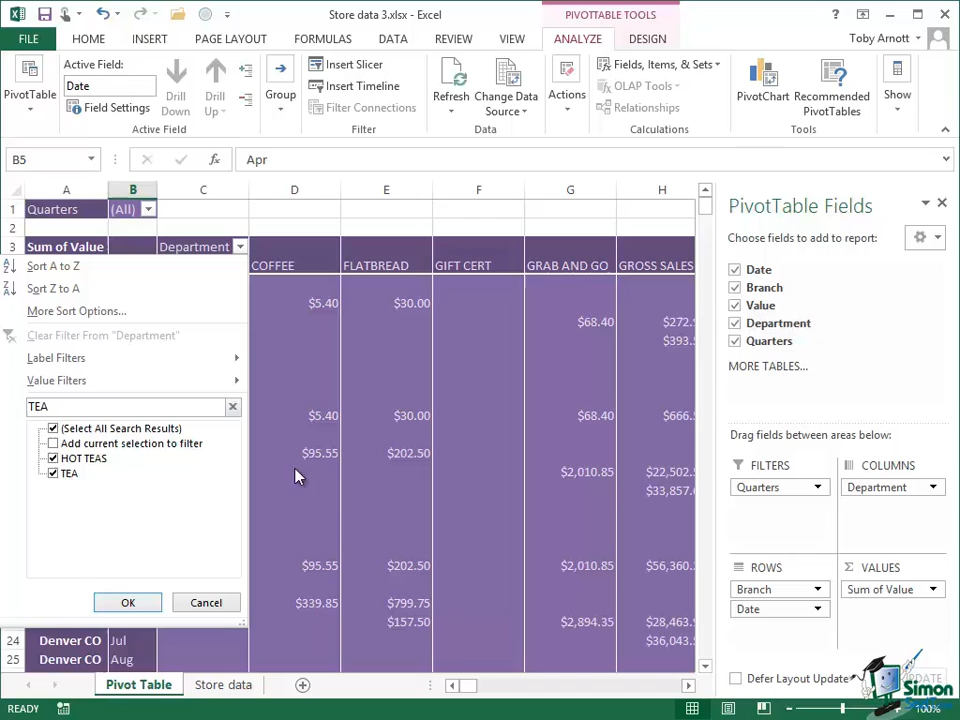 Store data 3.xlsx - Excel
PIVOTTABLE TOOLS
FILE HOME INSERT PAGE LAYOUT FORMULAS DATA REVIEW VIEW ANALYZE DESIGN
Toby Arnott
PivotTable
Active Field:
Date
Field Settings
Drill Down
Drill Up
Active Field
Group
Insert Slicer
Insert Timeline
Filter Connections
Filter
Refresh
Change Data Source
Data
Actions
Fields, Items, & Sets
OLAP Tools
Relationships
Calculations
PivotChart
Recommended PivotTables
Tools
Show
B5 fx Apr
A B C D E F G H
1 Quarters (All)
2
3 Sum of Value Department
COFFEE FLATBREAD GIFT CERT GRAB AND GO GROSS SALES
$5.40 $30.00
$68.40 $272.
$393.
$5.40 $30.00 $68.40 $666.
$95.55 $202.50
$2,010.85 $22,502.
$33,857.
$95.55 $202.50 $2,010.85 $56,360.
$339.85 $799.75
$157.50 $2,894.35 $28,463.
24 Denver CO Jul $36,043.
25 Denver CO Aug
Sort A to Z
Sort Z to A
More Sort Options...
Clear Filter From "Department"
Label Filters
Value Filters
TEA
(Select All Search Results)
Add current selection to filter
HOT TEAS
TEA
OK Cancel
PivotTable Fields
Choose fields to add to report:
Date
Branch
Value
Department
Quarters
MORE TABLES...
Drag fields between areas below:
FILTERS COLUMNS
Quarters Department
ROWS Σ VALUES
Branch Sum of Value
Date
Defer Layout Update
Pivot Table Store data
READY
100%
Simon